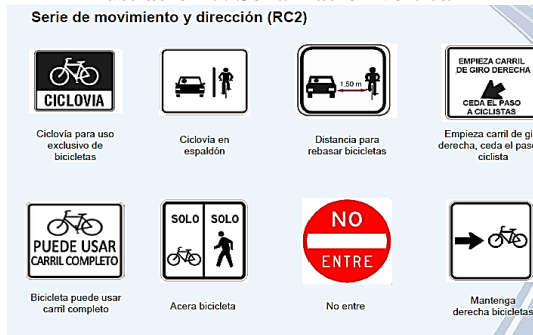 Serie de movimiento y dirección (RC2)
CICLOVIA
1,50 m
EMPIEZA CARRIL
DE GIRO DERECHA
CEDA EL PASO
A CICLISTAS
Ciclovía para uso
exclusivo de
bicicletas
Ciclovía en
espaldón
Distancia para
rebasar bicicletas
Empieza carril de gi
derecha, ceda el paso
ciclista
PUEDE USAR
CARRIL COMPLETO
SOLO SOLO
NO
ENTRE
Bicicleta puede usar
carril completo
Acera bicicleta
No entre
Mantenga
derecha bicicletas